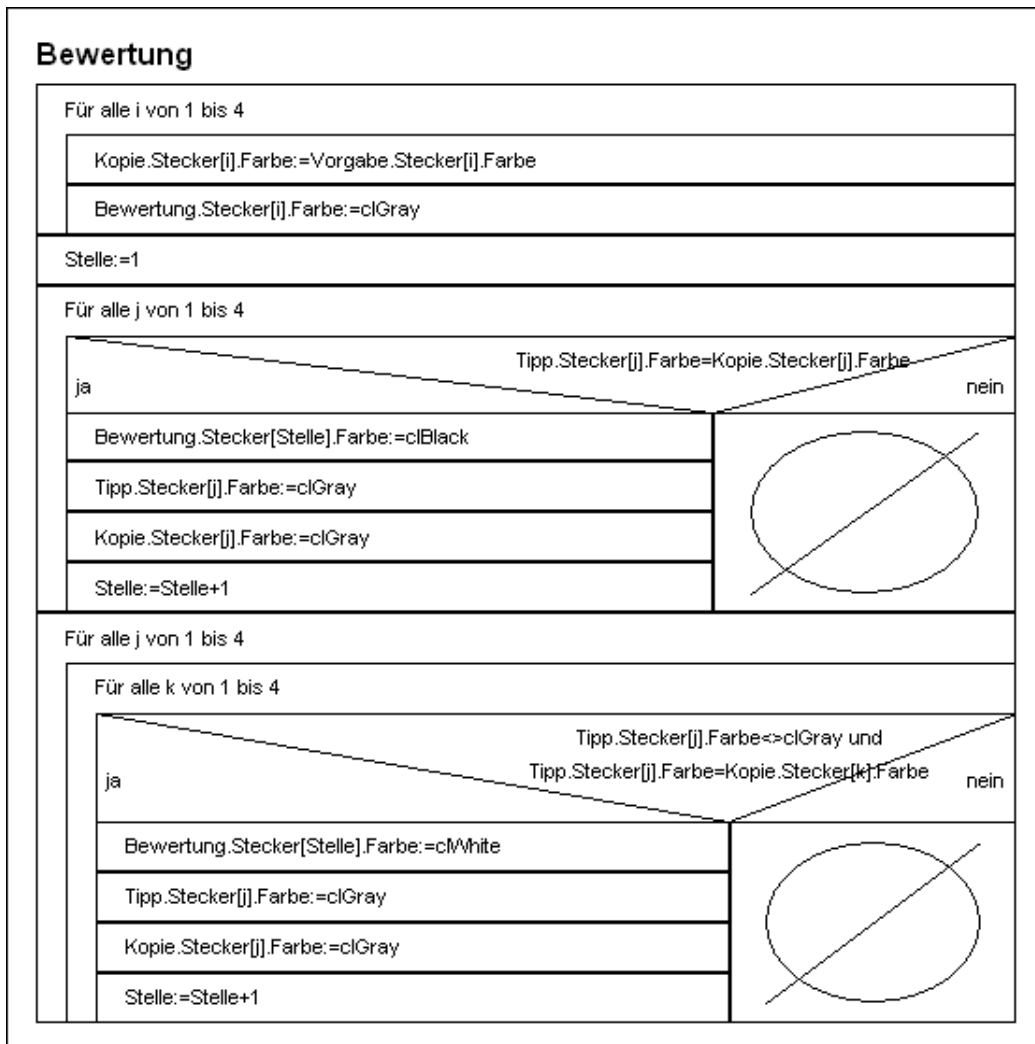 Bewertung
Für alle i von 1 bis 4
Kopie.Stecker[i].Farbe:=Vorgabe.Stecker[i].Farbe
Bewertung.Stecker[i].Farbe:=clGray
Stelle:=1
Für alle j von 1 bis 4
Tipp.Stecker[j].Farbe=Kopie.Stecker[j].Farbe
ja
nein
Bewertung.Stecker[Stelle].Farbe:=clBlack
Tipp.Stecker[j].Farbe:=clGray
Kopie.Stecker[j].Farbe:=clGray
Stelle:=Stelle+1
Für alle j von 1 bis 4
Für alle k von 1 bis 4
Tipp.Stecker[j].Farbe<>clGray und
Tipp.Stecker[j].Farbe=Kopie.Stecker[k].Farbe
ja
nein
Bewertung.Stecker[Stelle].Farbe:=clWhite
Tipp.Stecker[j].Farbe:=clGray
Kopie.Stecker[j].Farbe:=clGray
Stelle:=Stelle+1